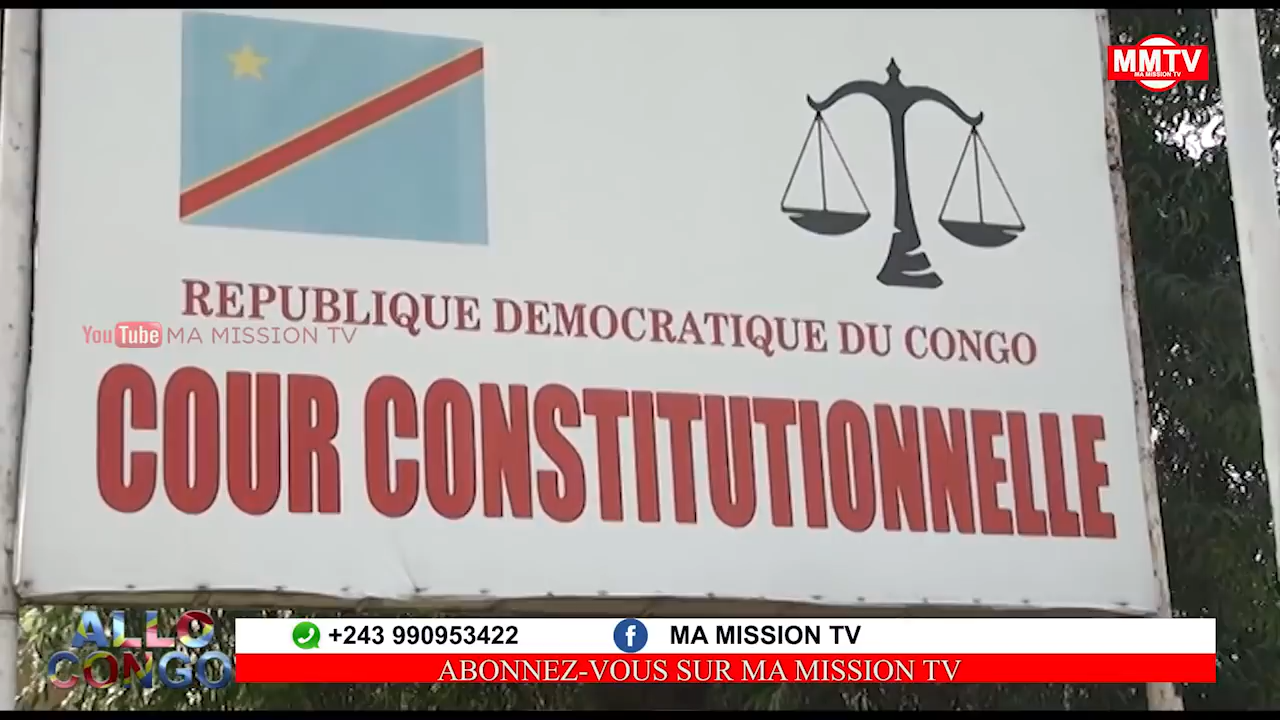 MMTV
MA MISSION TV
REPUBLIQUE DEMOCRATIQUE DU CONGO
YouTube MA MISSION TV
COUR CONSTITUTIONNELLE
ALLO
CONGO
+243 990953422
MA MISSION TV
ABONNEZ-VOUS SUR MA MISSION TV